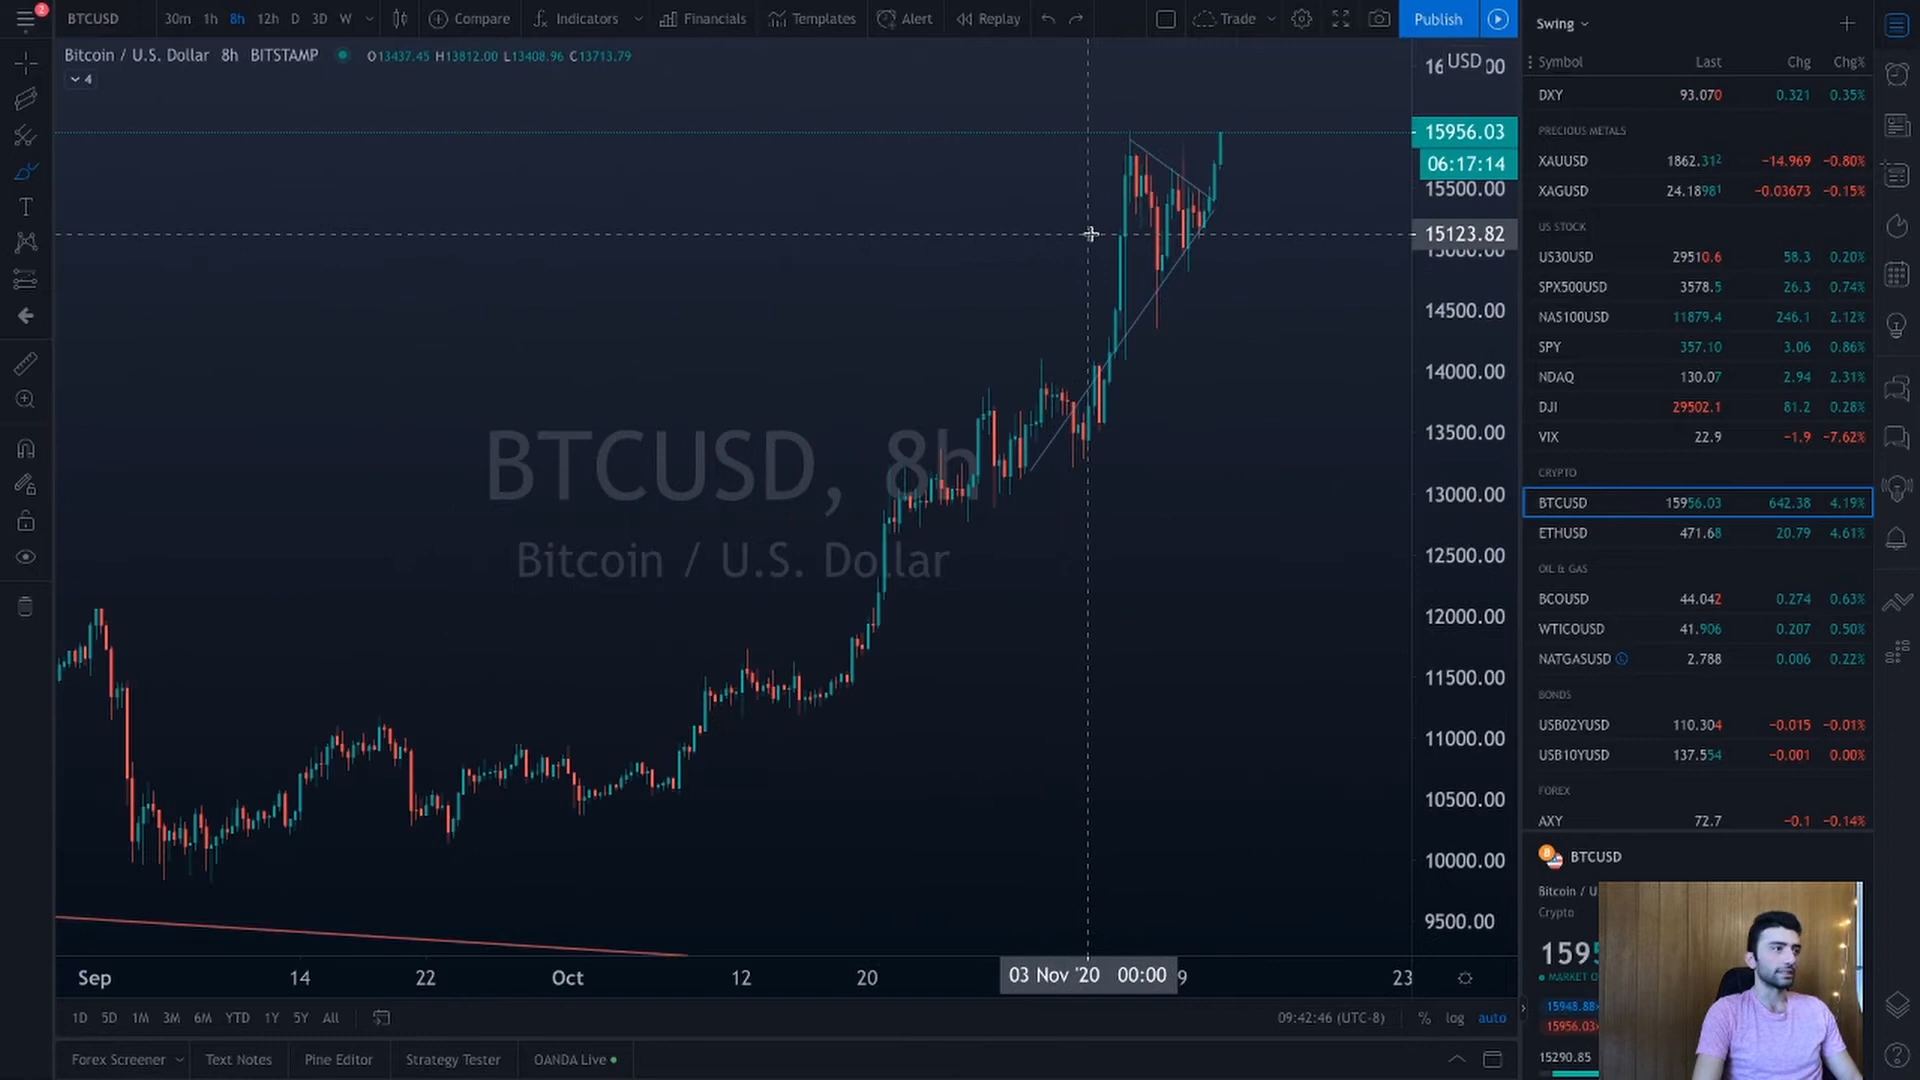 2
BTCUSD 30m 1h 8h 12h D 3D W Compare Indicators Financials Templates Alert Replay Trade Publish
Bitcoin / U.S. Dollar 8h BITSTAMP O13437.45 H13812.00 L13408.96 C13713.79
4
USD
15956.03
06:17:14
15500.00
15123.82
15000.00
14500.00
14000.00
13500.00
13000.00
12500.00
12000.00
11500.00
11000.00
10500.00
10000.00
9500.00
BTCUSD, 8h
Bitcoin / U.S. Dollar
Sep 14 22 Oct 12 20 03 Nov '20 00:00 9 23
1D 5D 1M 3M 6M YTD 1Y 5Y All 09:42:46 (UTC-8) % log auto
Forex Screener Text Notes Pine Editor Strategy Tester OANDA Live
Swing
Symbol Last Chg Chg%
DXY 93.070 0.321 0.35%
PRECIOUS METALS
XAUUSD 1862.312 −14.969 −0.80%
XAGUSD 24.18981 −0.03673 −0.15%
US STOCK
US30USD 29510.6 58.3 0.20%
SPX500USD 3578.5 26.3 0.74%
NAS100USD 11879.4 246.1 2.12%
SPY 357.10 3.06 0.86%
NDAQ 130.07 2.94 2.31%
DJI 29502.1 81.2 0.28%
VIX 22.9 −1.9 −7.62%
CRYPTO
BTCUSD 15956.03 642.38 4.19%
ETHUSD 471.68 20.79 4.61%
OIL & GAS
BCOUSD 44.042 0.274 0.63%
WTICOUSD 41.906 0.207 0.50%
NATGASUSD 2.788 0.006 0.22%
BONDS
USB02YUSD 110.304 −0.015 −0.01%
USB10YUSD 137.554 −0.001 0.00%
FOREX
AXY 72.7 −0.1 −0.14%
BTCUSD
Bitcoin / U
Crypto
159
MARKET O
15948.88
15956.03
15290.85